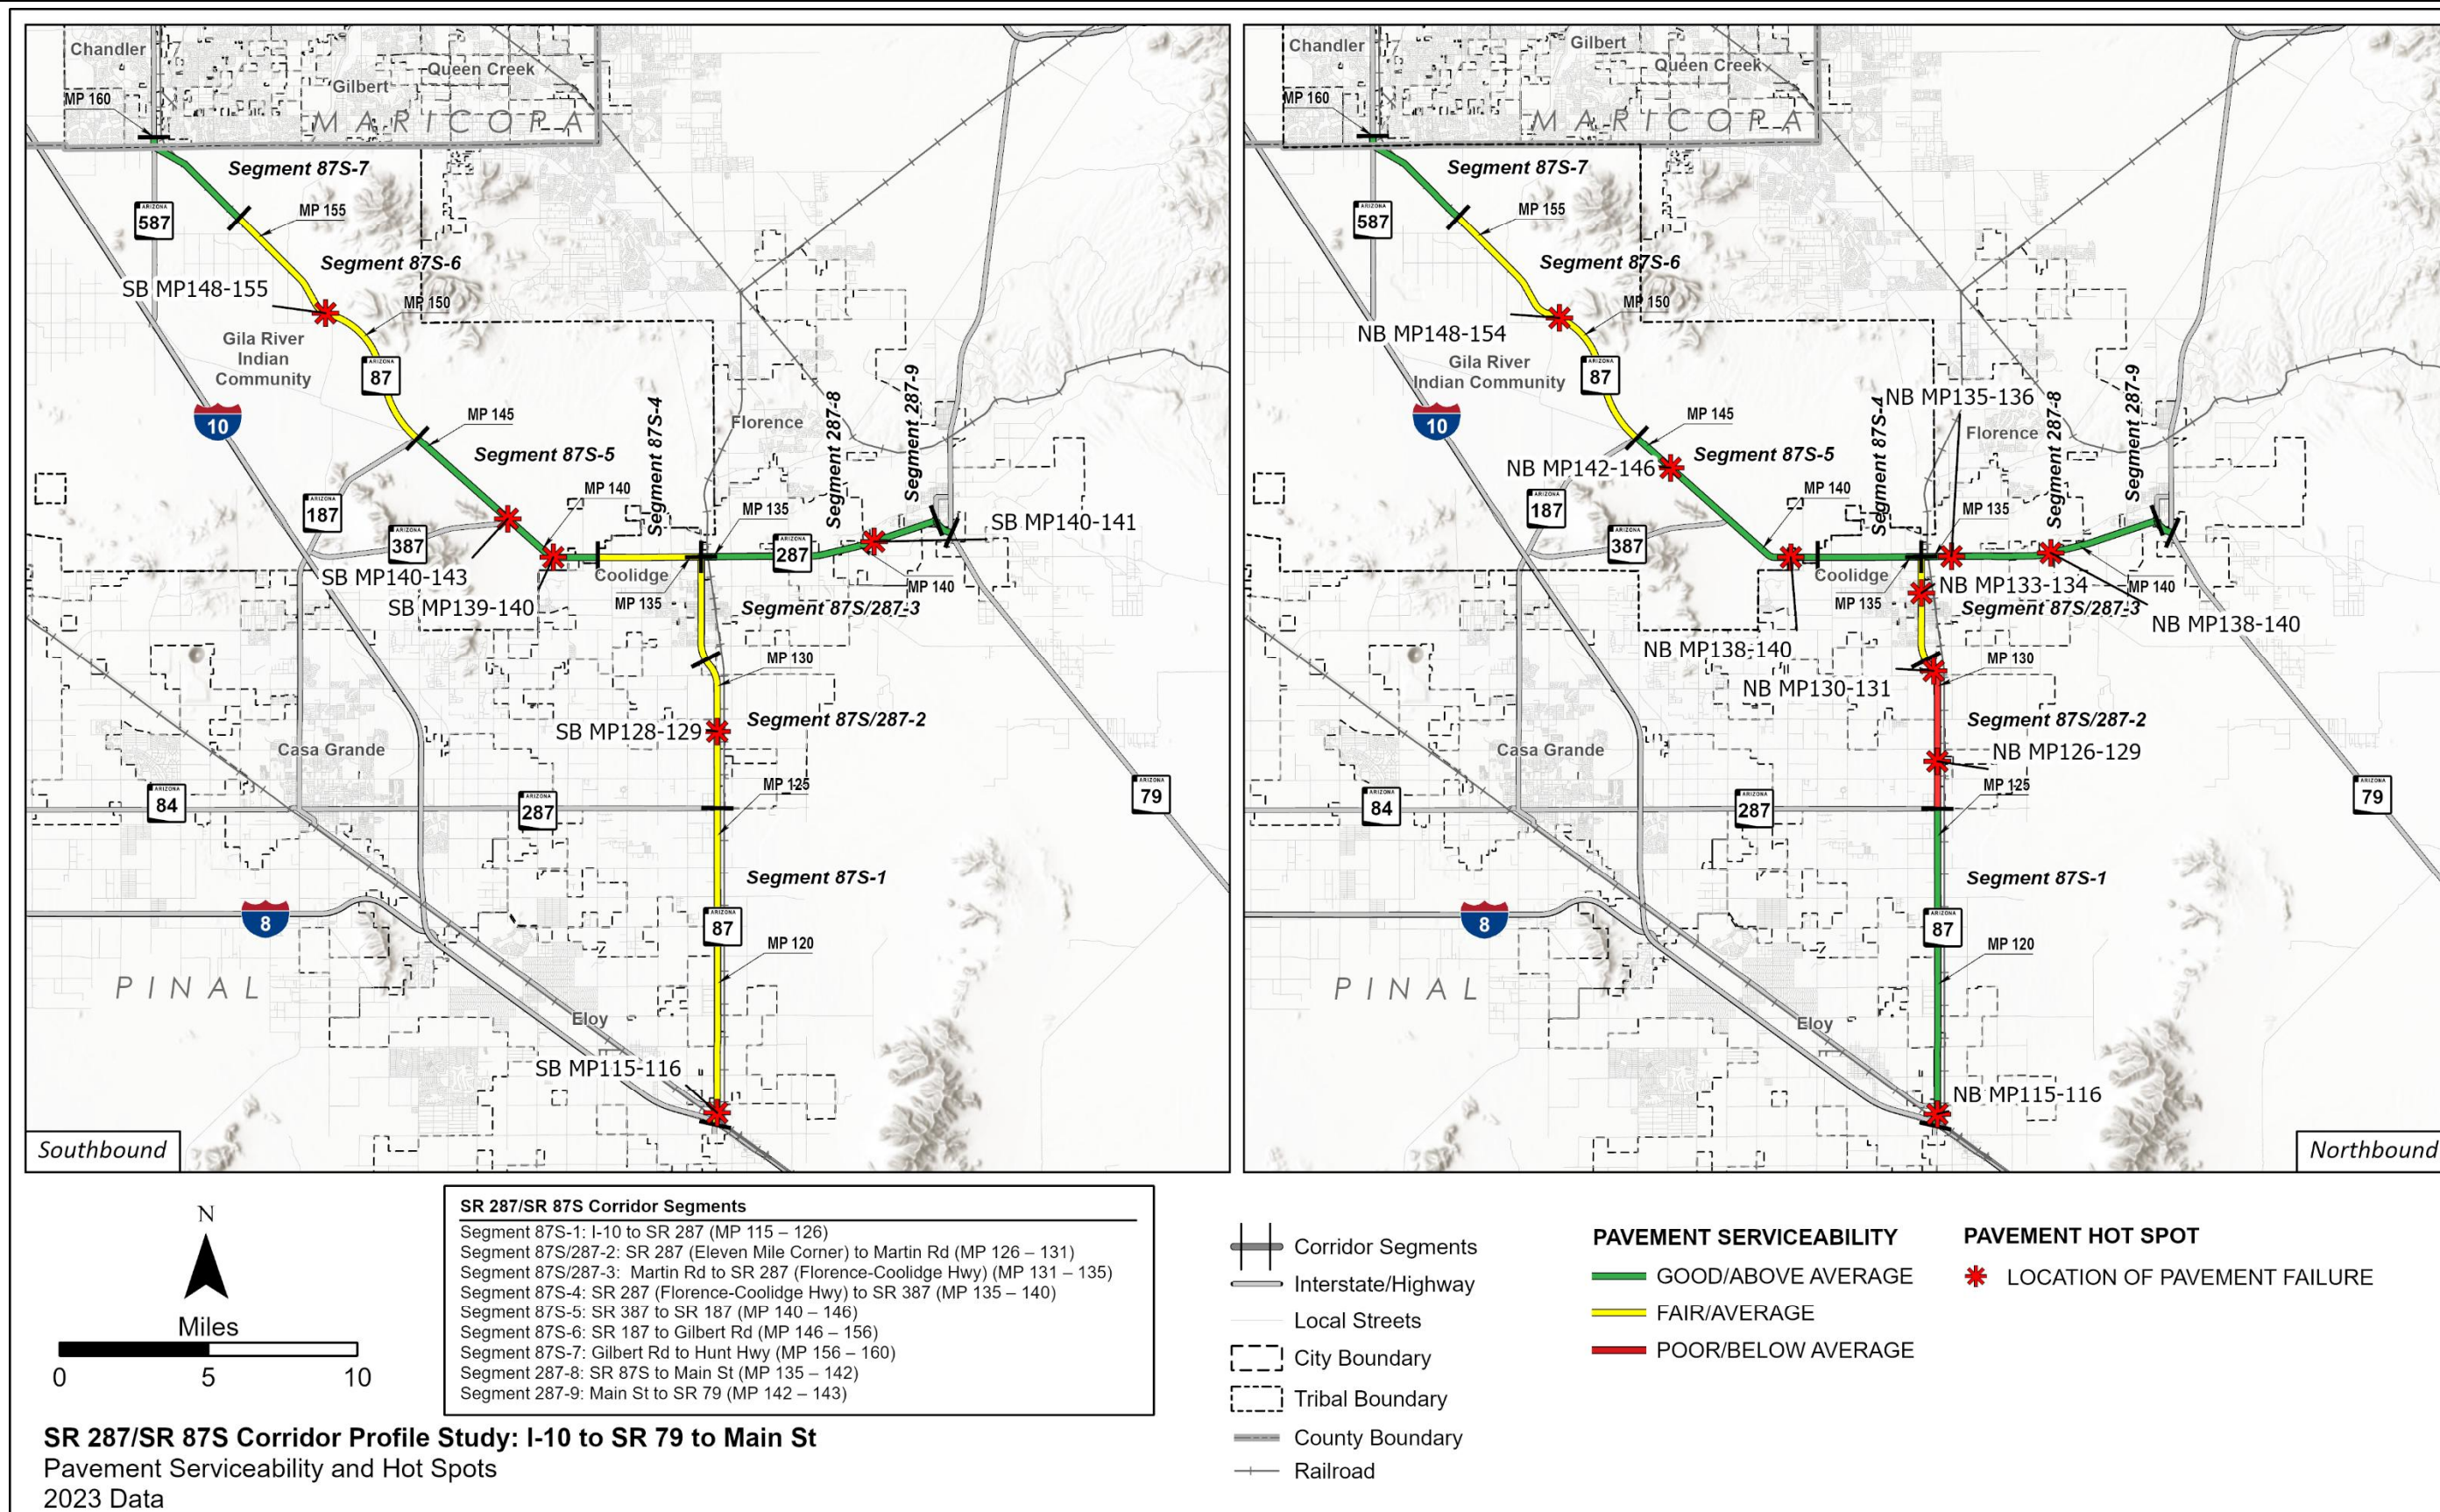 Chandler
Gilbert
Queen Creek
MARICOPA
MP 160
Segment 87S-7
ARIZONA
587
MP 155
Segment 87S-6
SB MP148-155
MP 150
Gila River
Indian
Community
ARIZONA
87
10
MP 145
Segment 87S-5
Segment 87S-4
Florence
Segment 287-8
Segment 287-9
ARIZONA
187
ARIZONA
387
MP 140
MP 135
287
SB MP140-141
SB MP140-143
Coolidge
MP 140
SB MP139-140
MP 135
Segment 87S/287-3
MP 130
SB MP128-129
Segment 87S/287-2
Casa Grande
MP 125
ARIZONA
84
ARIZONA
287
ARIZONA
79
Segment 87S-1
8
ARIZONA
87
MP 120
PINAL
Eloy
SB MP115-116
Southbound
Chandler
Gilbert
Queen Creek
MARICOPA
MP 160
Segment 87S-7
ARIZONA
587
MP 155
Segment 87S-6
MP 150
NB MP148-154
Gila River
Indian Community
ARIZONA
87
NB MP135-136
10
MP 145
Segment 87S-4
Florence
Segment 287-8
Segment 287-9
Segment 87S-5
NB MP142-146
ARIZONA
187
ARIZONA
387
MP 140
MP 135
Coolidge
NB MP133-134
MP 140
MP 135
Segment 87S/287-3
NB MP138-140
NB MP138-140
MP 130
NB MP130-131
Segment 87S/287-2
Casa Grande
NB MP126-129
MP 125
ARIZONA
84
ARIZONA
287
ARIZONA
79
Segment 87S-1
8
ARIZONA
87
MP 120
PINAL
Eloy
NB MP115-116
Northbound
N
Miles
0 5 10
SR 287/SR 87S Corridor Segments
Segment 87S-1: I-10 to SR 287 (MP 115 – 126)
Segment 87S/287-2: SR 287 (Eleven Mile Corner) to Martin Rd (MP 126 – 131)
Segment 87S/287-3: Martin Rd to SR 287 (Florence-Coolidge Hwy) (MP 131 – 135)
Segment 87S-4: SR 287 (Florence-Coolidge Hwy) to SR 387 (MP 135 – 140)
Segment 87S-5: SR 387 to SR 187 (MP 140 – 146)
Segment 87S-6: SR 187 to Gilbert Rd (MP 146 – 156)
Segment 87S-7: Gilbert Rd to Hunt Hwy (MP 156 – 160)
Segment 287-8: SR 87S to Main St (MP 135 – 142)
Segment 287-9: Main St to SR 79 (MP 142 – 143)
SR 287/SR 87S Corridor Profile Study: I-10 to SR 79 to Main St
Pavement Serviceability and Hot Spots
2023 Data
Corridor Segments
Interstate/Highway
Local Streets
City Boundary
Tribal Boundary
County Boundary
Railroad
PAVEMENT SERVICEABILITY
GOOD/ABOVE AVERAGE
FAIR/AVERAGE
POOR/BELOW AVERAGE
PAVEMENT HOT SPOT
LOCATION OF PAVEMENT FAILURE